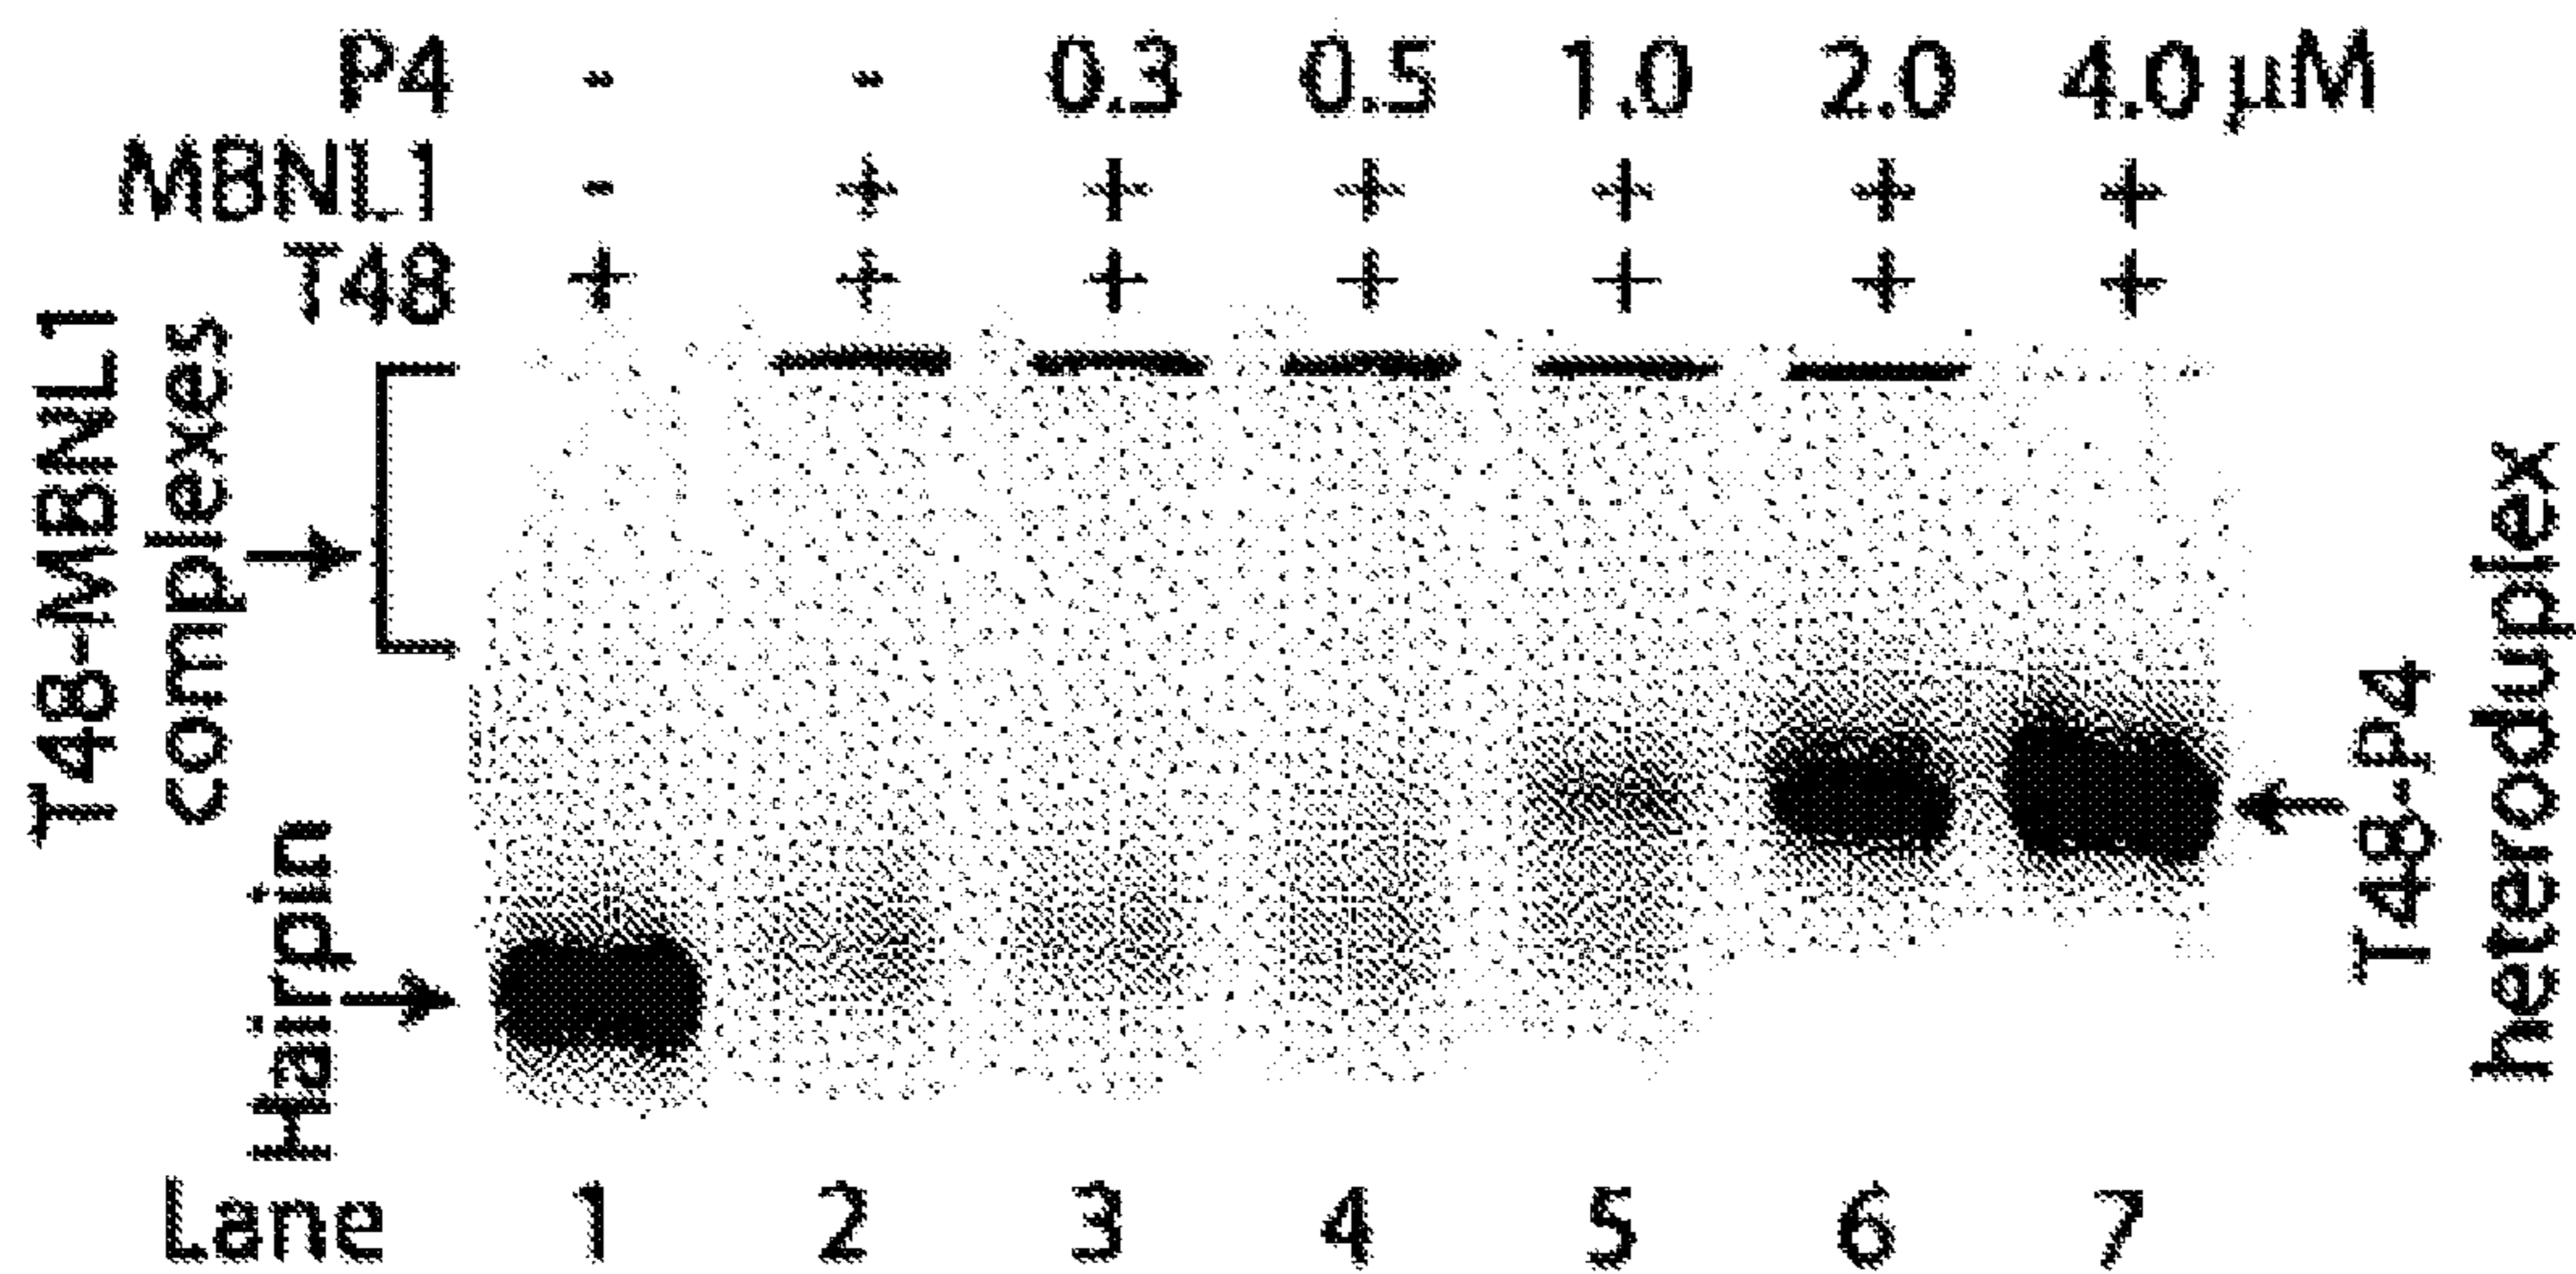 P4 - - 0.3 0.5 1.0 2.0 4.0 µM
MBNL1 - + + + + + +
T48 + + + + + + +
T48-MBNL1
complexes
Hairpin
T48-P4
heteroduplex
Lane 1 2 3 4 5 6 7